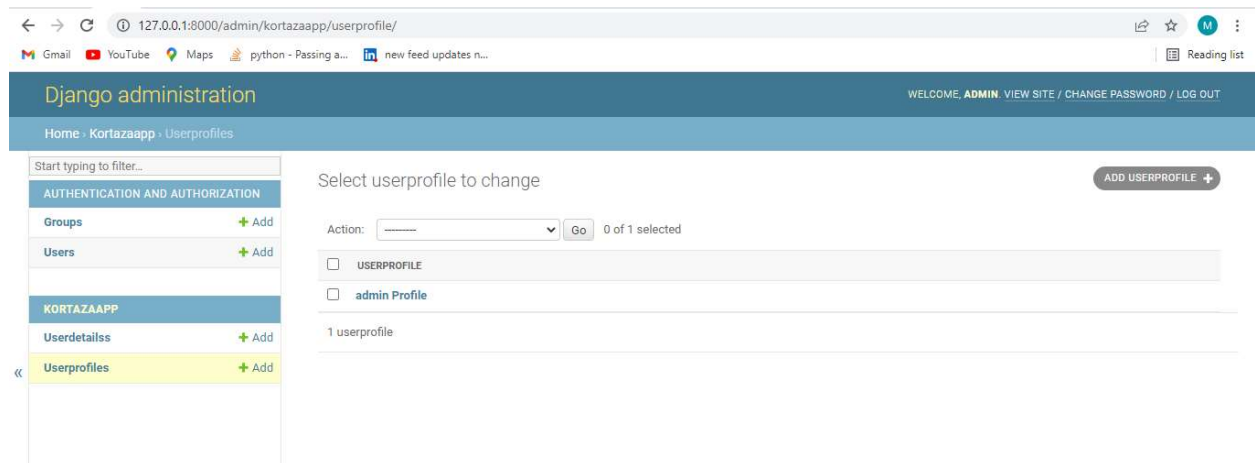 127.0.0.1:8000/admin/kortazaapp/userprofile/
M
Gmail YouTube Maps python - Passing a... new feed updates n... Reading list
Django administration WELCOME, ADMIN. VIEW SITE / CHANGE PASSWORD / LOG OUT
Home › Kortazaapp › Userprofiles
Start typing to filter...
AUTHENTICATION AND AUTHORIZATION
Groups + Add
Users + Add
KORTAZAAPP
Userdetailss + Add
Userprofiles + Add
«
Select userprofile to change
ADD USERPROFILE +
Action: --------- Go 0 of 1 selected
USERPROFILE
admin Profile
1 userprofile